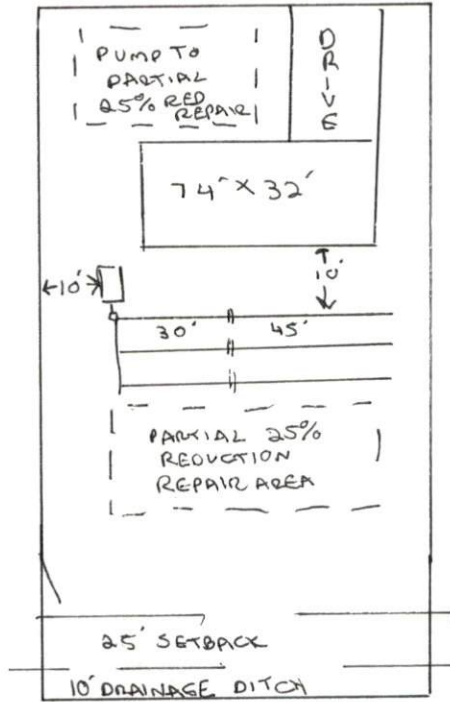 PUMP TO
PARTIAL
25% RED
REPAIR
DRIVE
74' X 32'
10'
10'
30' 45'
PARTIAL 25%
REDUCTION
REPAIR AREA
25' SETBACK
10' DRAINAGE DITCH